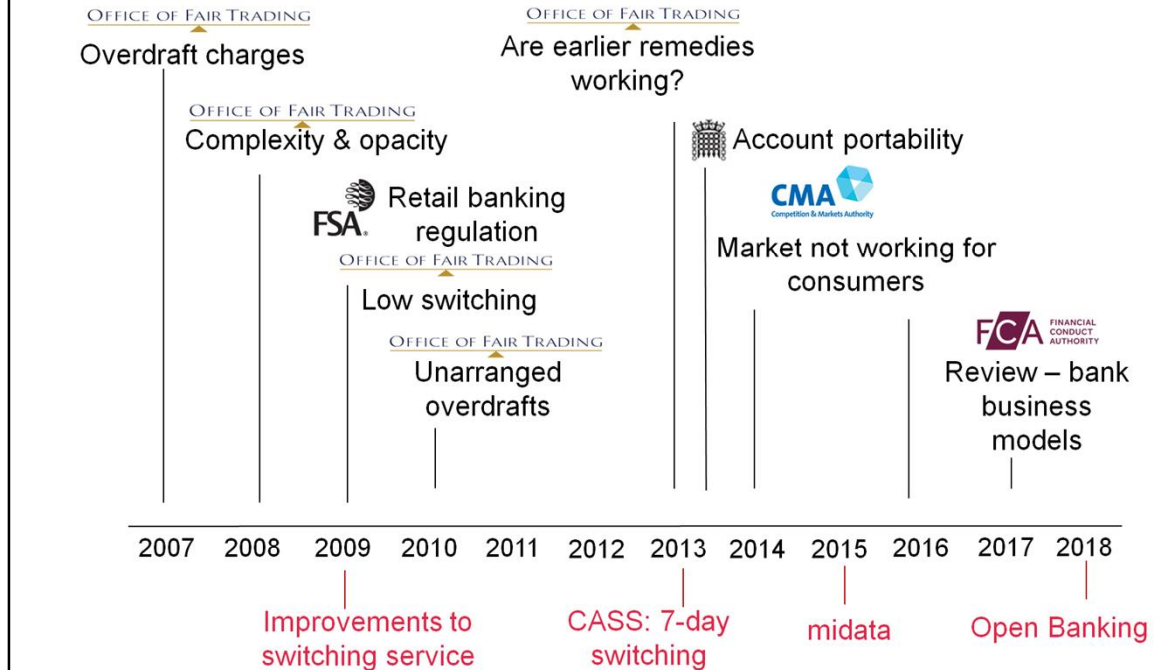 OFFICE OF FAIR TRADING
Overdraft charges
OFFICE OF FAIR TRADING
Complexity & opacity
FSA®
Retail banking
regulation
OFFICE OF FAIR TRADING
Low switching
OFFICE OF FAIR TRADING
Unarranged
overdrafts
OFFICE OF FAIR TRADING
Are earlier remedies
working?
Account portability
CMA
Competition & Markets Authority
Market not working for
consumers
FCA FINANCIAL
CONDUCT
AUTHORITY
Review – bank
business
models
2007 2008 2009 2010 2011 2012 2013 2014 2015 2016 2017 2018
Improvements to
switching service
CASS: 7-day
switching
midata
Open Banking